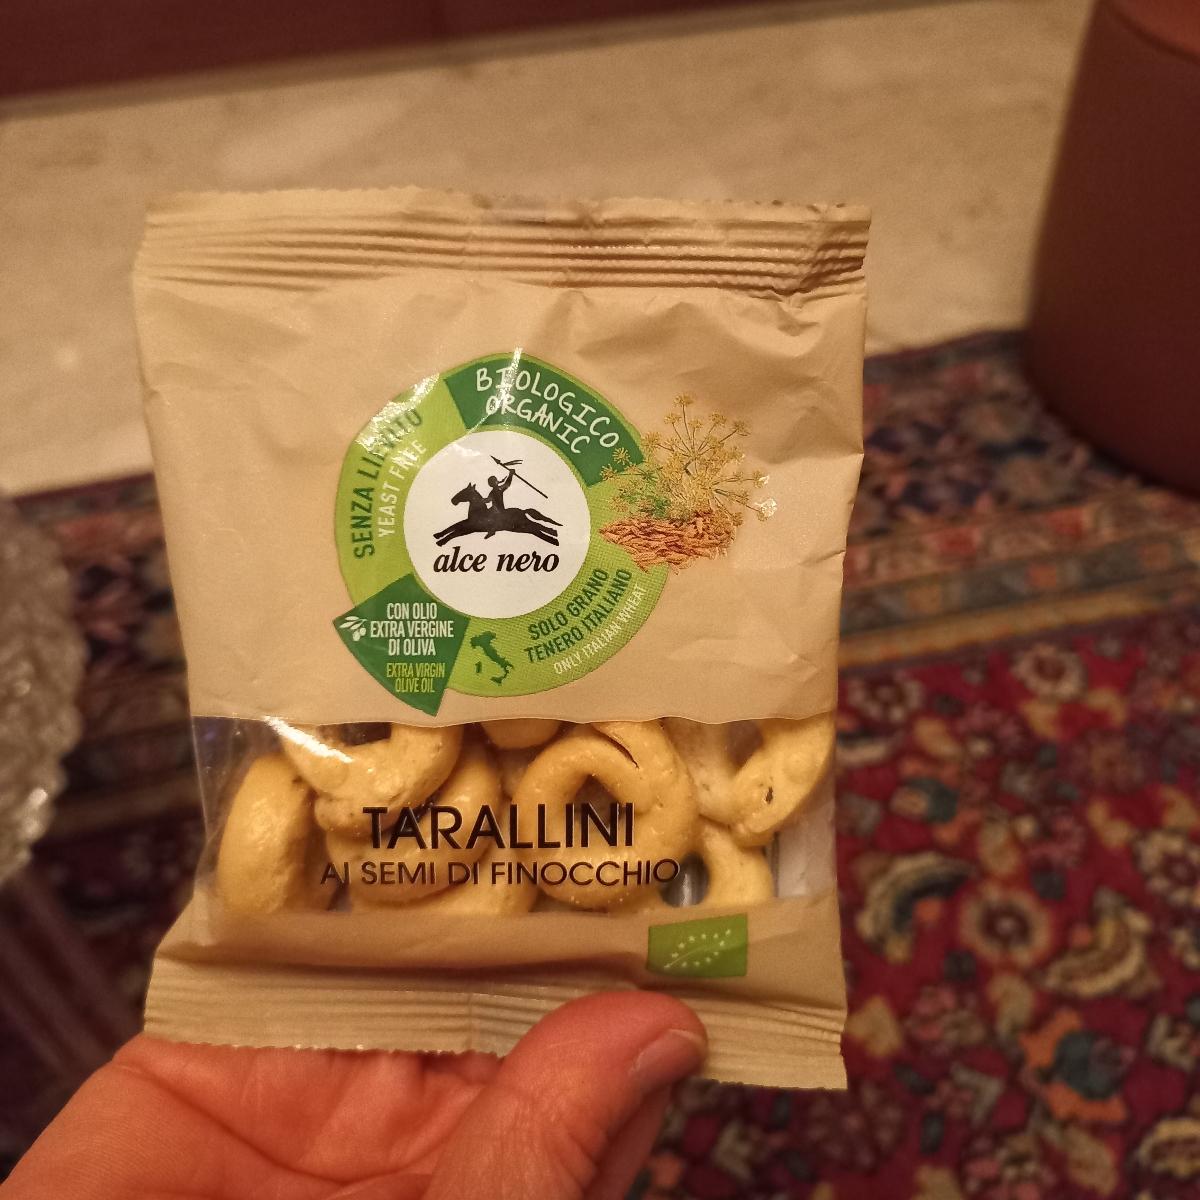 BIOLOGICO
ORGANIC
SENZA LIEVITO
YEAST FREE
alce nero
CON OLIO
EXTRA VERGINE
DI OLIVA
EXTRA VIRGIN
OLIVE OIL
SOLO GRANO
TENERO ITALIANO
ONLY ITALIAN WHEAT
TARALLINI
AI SEMI DI FINOCCHIO